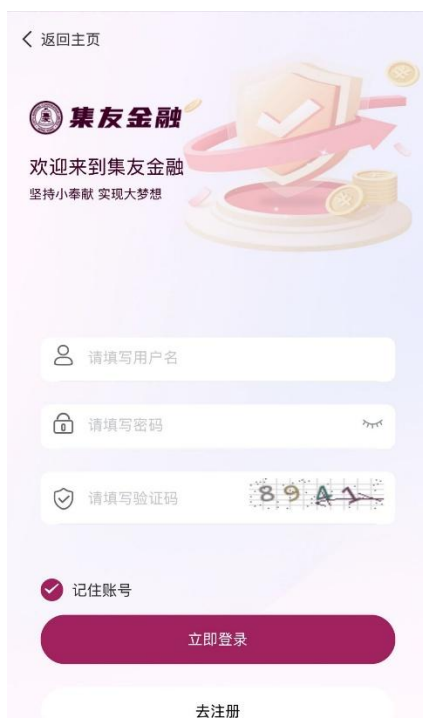 返回主页
集友金融
欢迎来到集友金融
坚持小奉献 实现大梦想
请填写用户名
请填写密码
请填写验证码
8941
记住账号
立即登录
去注册